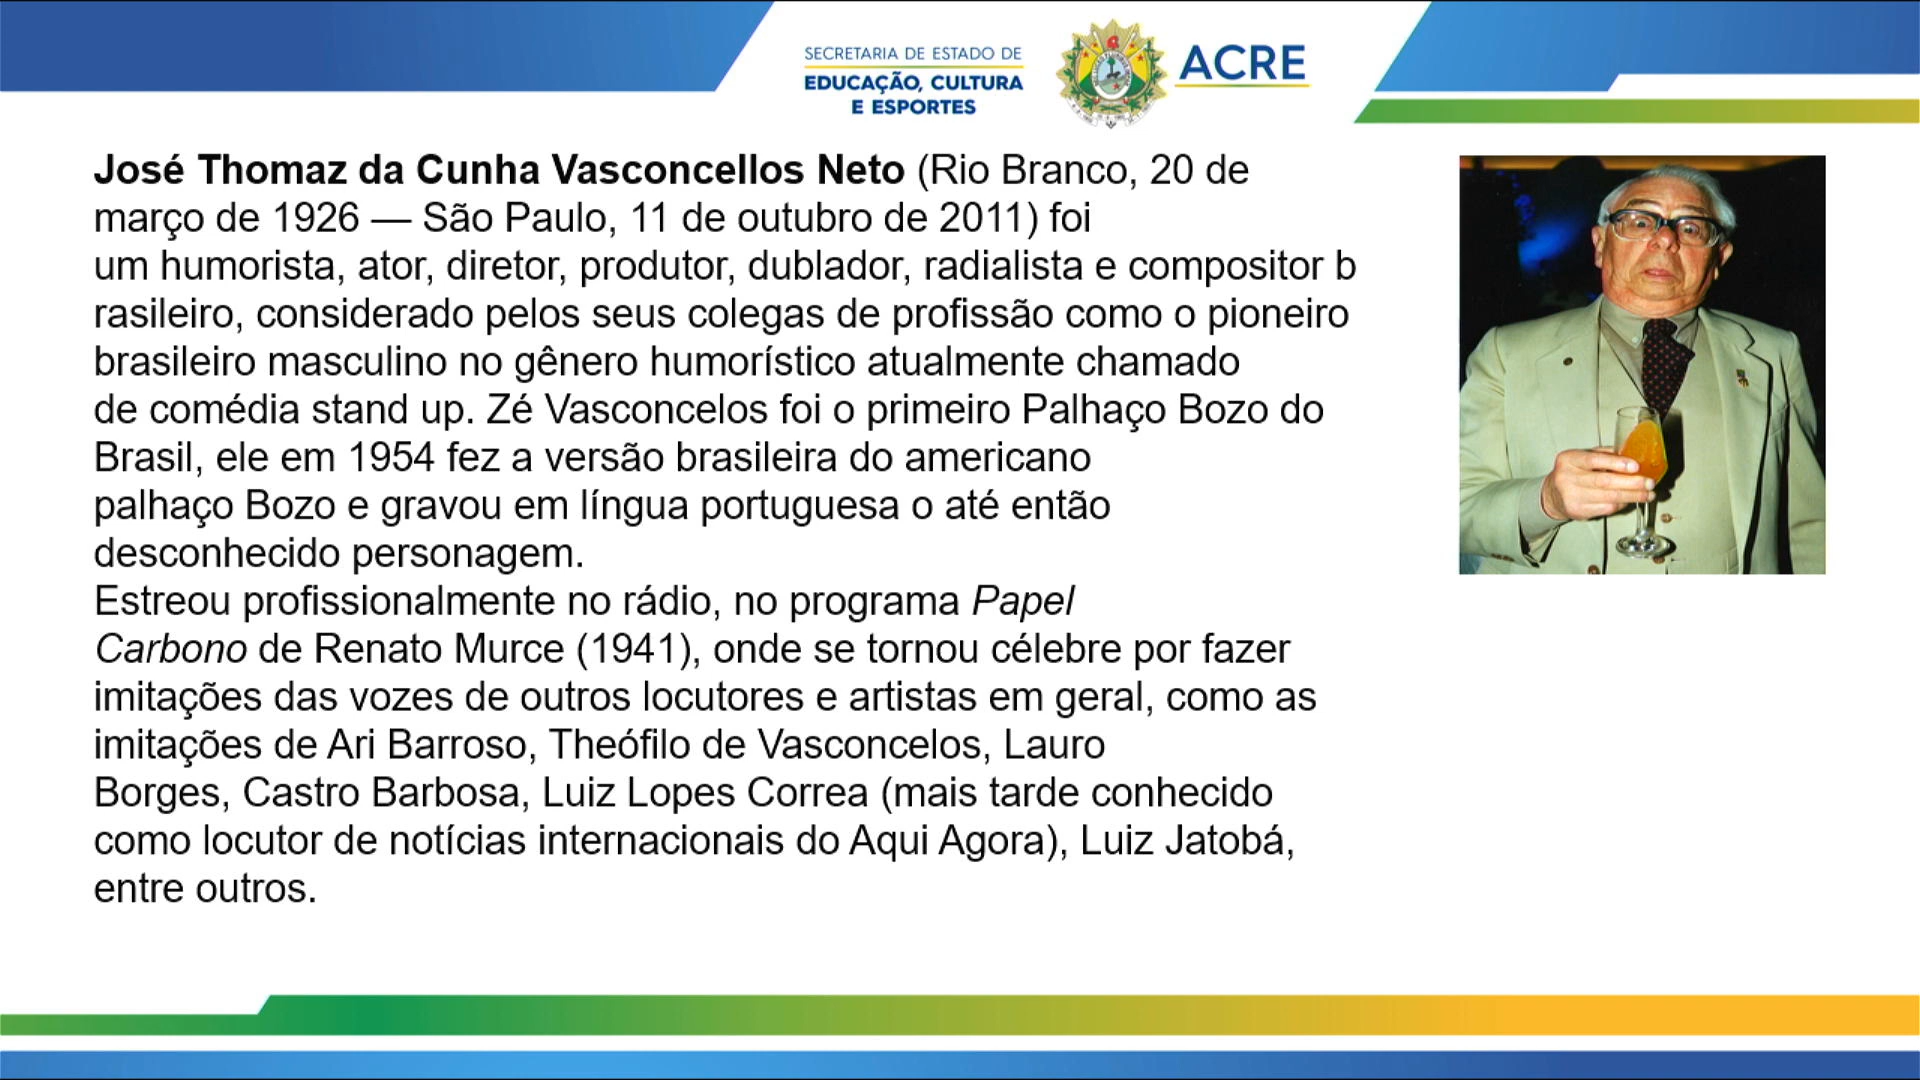 SECRETARIA DE ESTADO DE
EDUCAÇÃO, CULTURA
E ESPORTES
ACRE
José Thomaz da Cunha Vasconcellos Neto (Rio Branco, 20 de
março de 1926 — São Paulo, 11 de outubro de 2011) foi
um humorista, ator, diretor, produtor, dublador, radialista e compositor b
rasileiro, considerado pelos seus colegas de profissão como o pioneiro
brasileiro masculino no gênero humorístico atualmente chamado
de comédia stand up. Zé Vasconcelos foi o primeiro Palhaço Bozo do
Brasil, ele em 1954 fez a versão brasileira do americano
palhaço Bozo e gravou em língua portuguesa o até então
desconhecido personagem.
Estreou profissionalmente no rádio, no programa Papel
Carbono de Renato Murce (1941), onde se tornou célebre por fazer
imitações das vozes de outros locutores e artistas em geral, como as
imitações de Ari Barroso, Theófilo de Vasconcelos, Lauro
Borges, Castro Barbosa, Luiz Lopes Correa (mais tarde conhecido
como locutor de notícias internacionais do Aqui Agora), Luiz Jatobá,
entre outros.